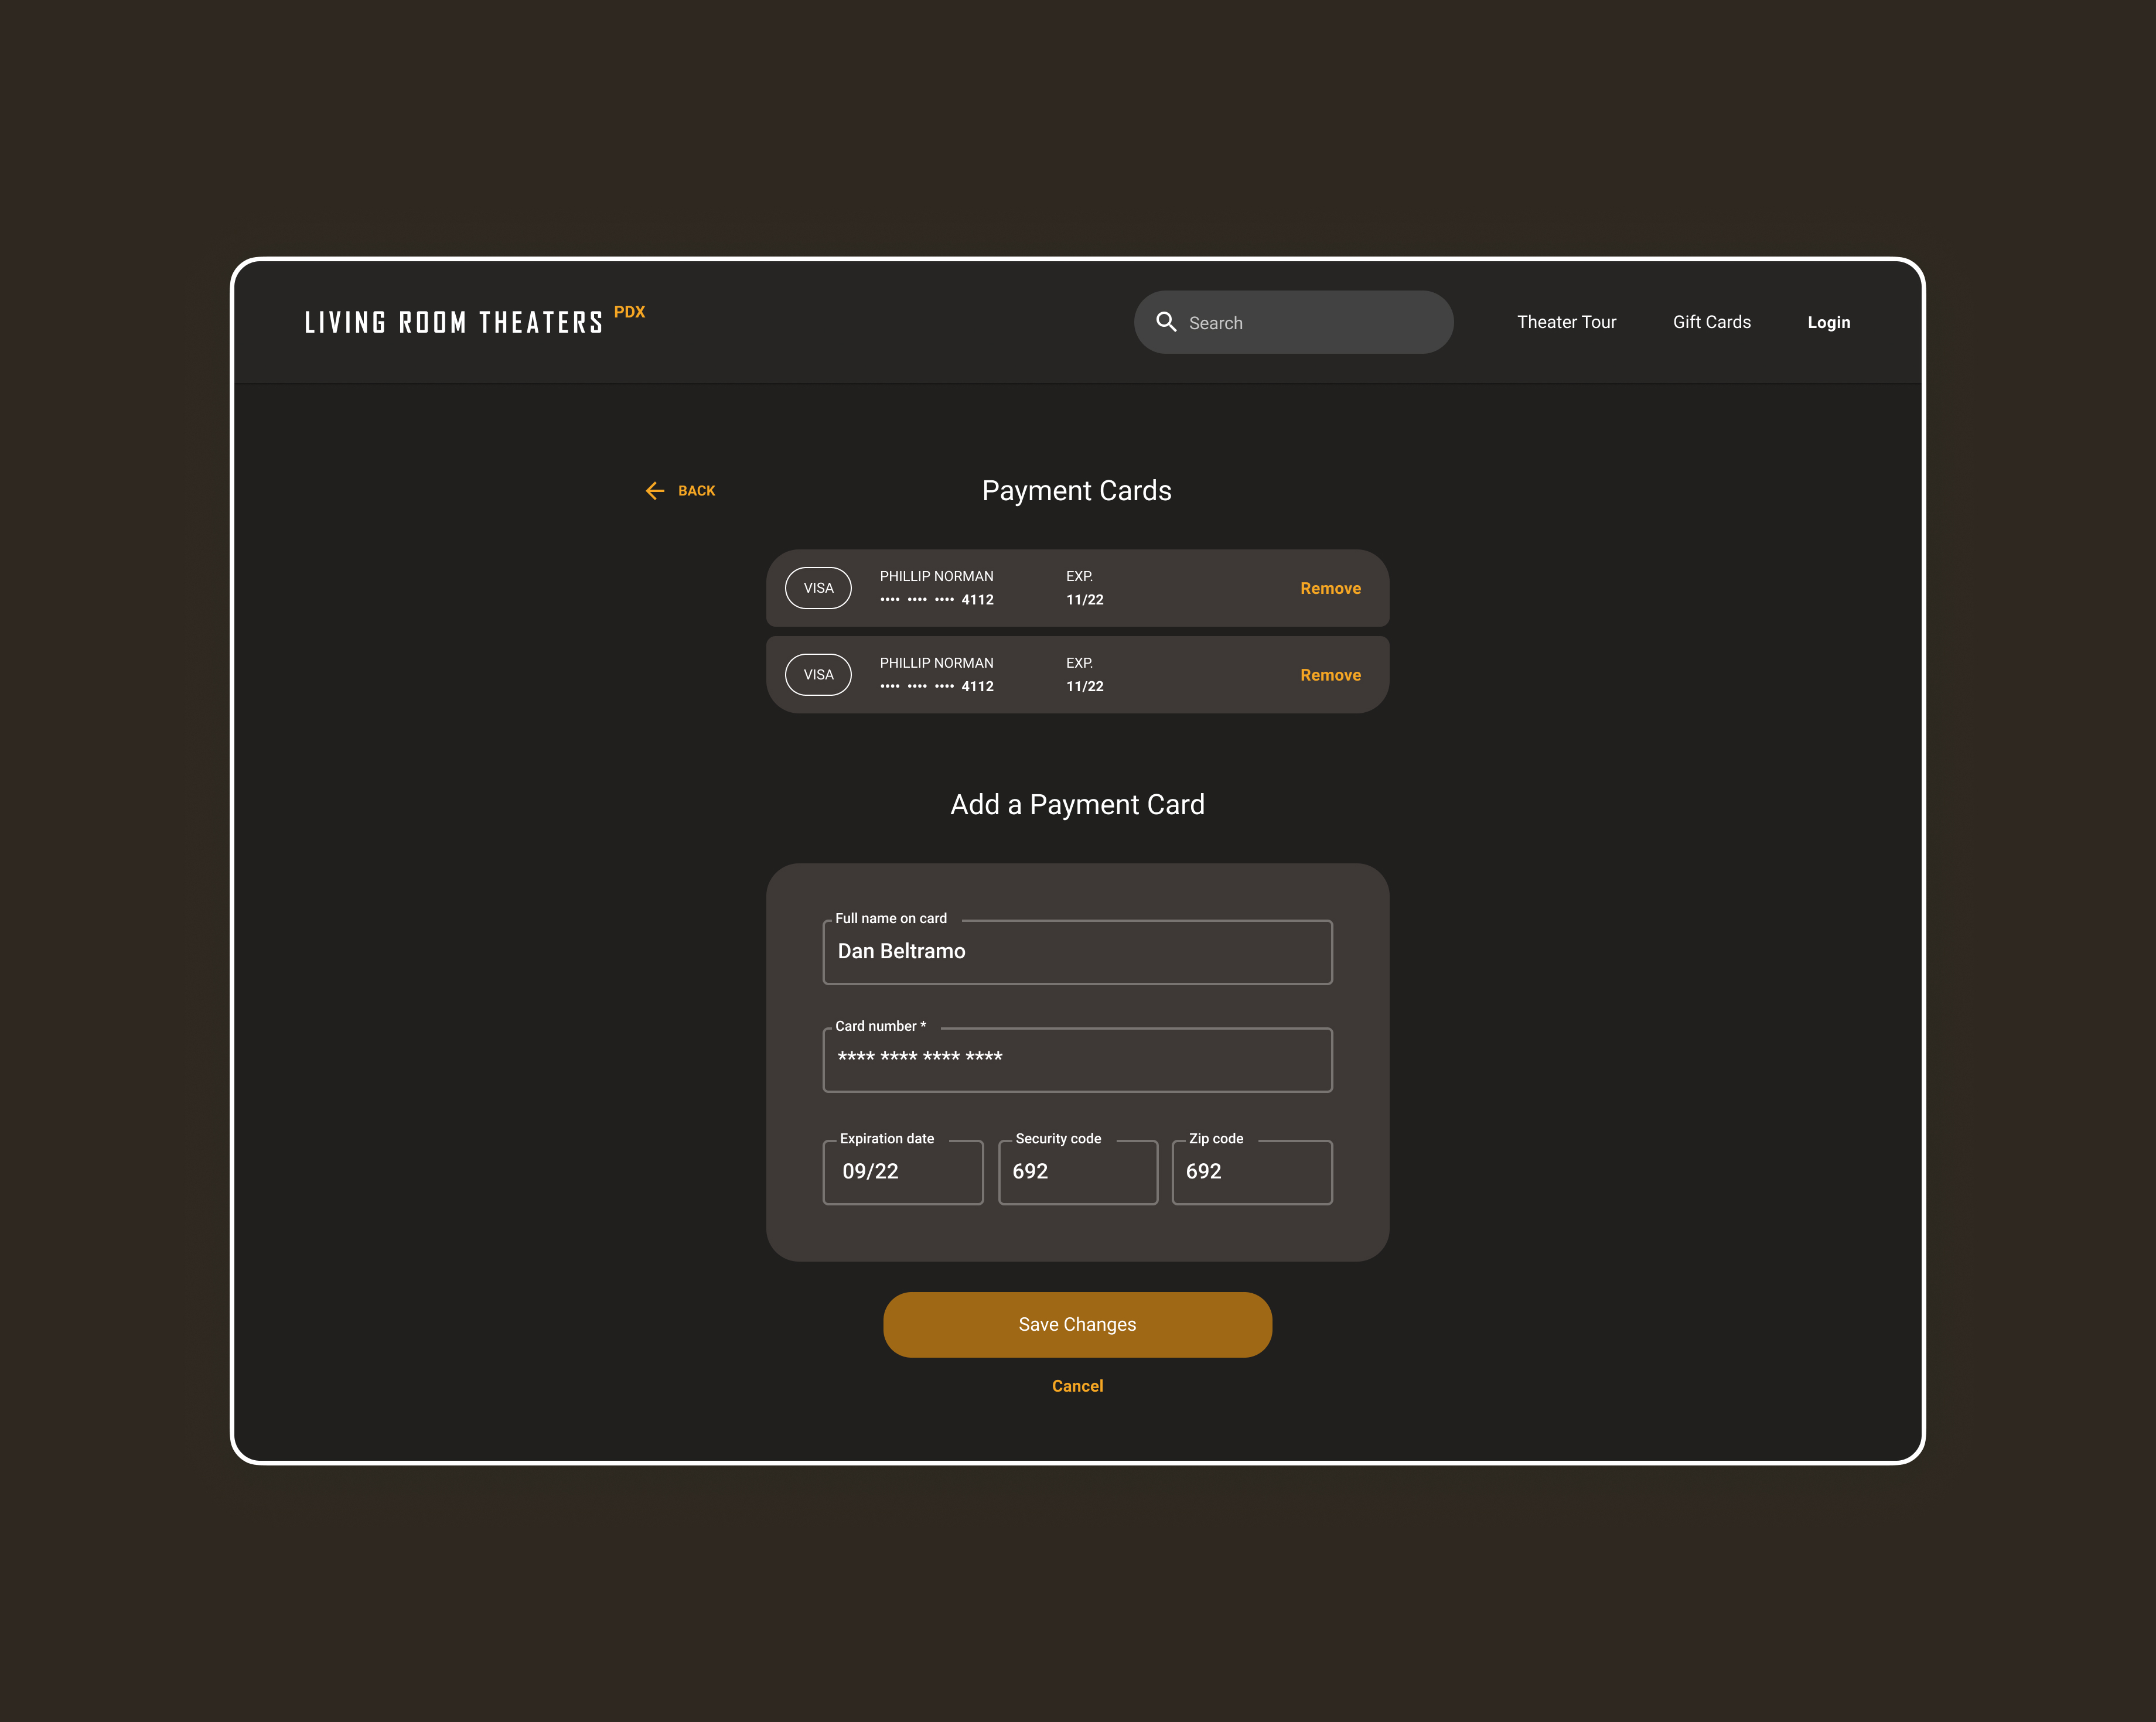 LIVING ROOM THEATERS PDX
Search
Theater Tour
Gift Cards
Login
BACK
Payment Cards
VISA
PHILLIP NORMAN
•••• •••• •••• 4112
EXP.
11/22
Remove
VISA
PHILLIP NORMAN
•••• •••• •••• 4112
EXP.
11/22
Remove
Add a Payment Card
Full name on card
Dan Beltramo
Card number *
**** **** **** ****
Expiration date
09/22
Security code
692
Zip code
692
Save Changes
Cancel